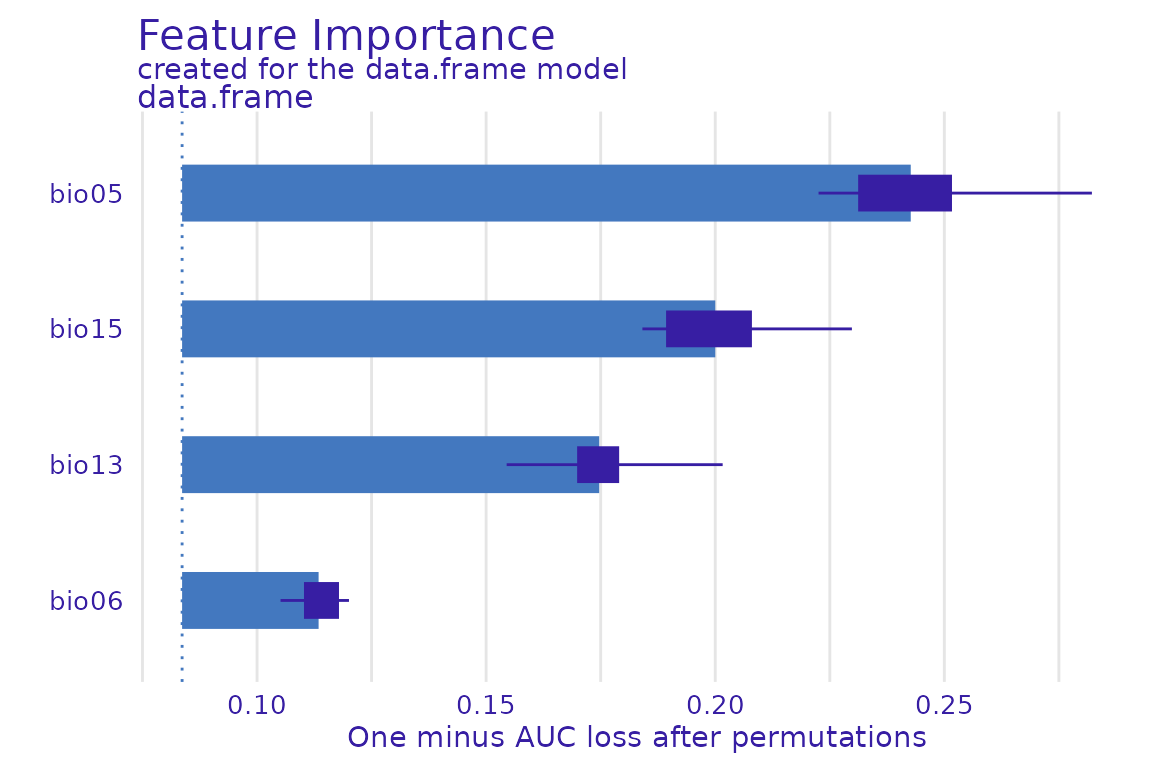 Feature Importance
created for the data.frame model
data.frame
bio05
bio15
bio13
bio06
0.10 0.15 0.20 0.25
One minus AUC loss after permutations